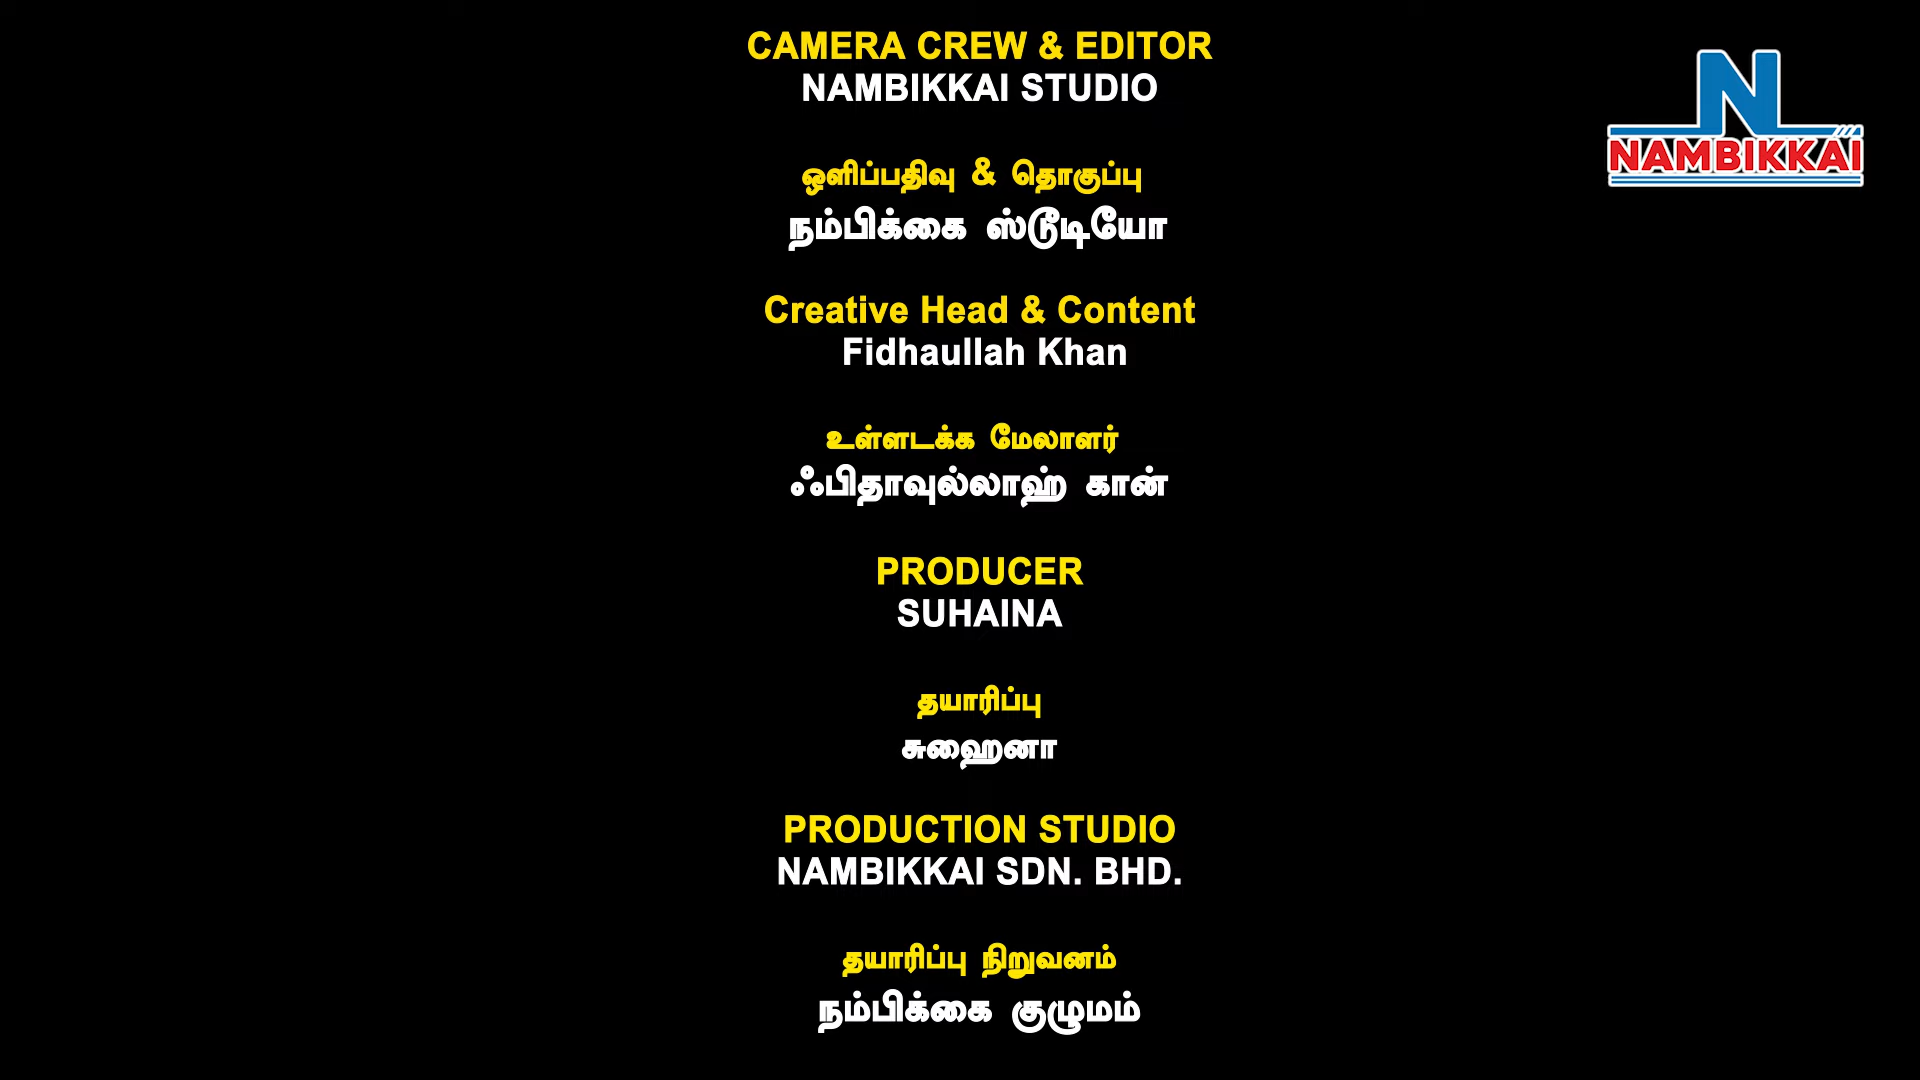 CAMERA CREW & EDITOR
NAMBIKKAI STUDIO
ஒளிப்பதிவு & தொகுப்பு
நம்பிக்கை ஸ்டூடியோ
Creative Head & Content
Fidhaullah Khan
உள்ளடக்க மேலாளர்
ஃபிதாவுல்லாஹ் கான்
PRODUCER
SUHAINA
தயாரிப்பு
சுஹைனா
PRODUCTION STUDIO
NAMBIKKAI SDN. BHD.
தயாரிப்பு நிறுவனம்
நம்பிக்கை குழுமம்
N
NAMBIKKAI